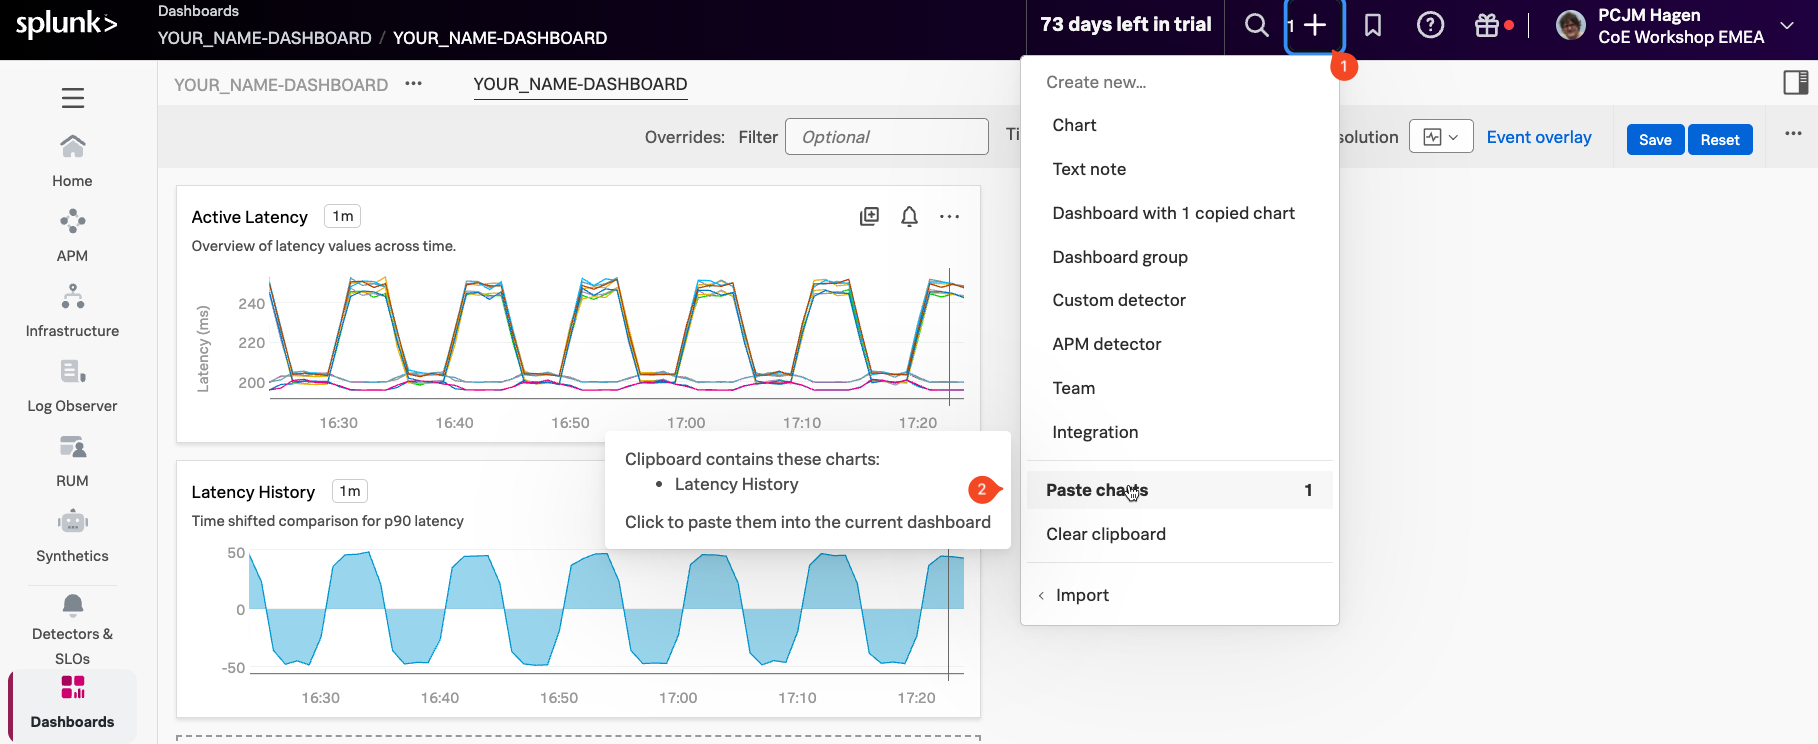 splunk>
Dashboards
YOUR_NAME-DASHBOARD / YOUR_NAME-DASHBOARD
73 days left in trial
1
PCJM Hagen
CoE Workshop EMEA
1
YOUR_NAME-DASHBOARD ··· YOUR_NAME-DASHBOARD
Overrides: Filter Optional Ti
solution
Event overlay
Save Reset
Home
APM
Infrastructure
Log Observer
RUM
Synthetics
Detectors &
SLOs
Dashboards
Active Latency 1m
Overview of latency values across time.
Latency (ms)
240
220
200
16:30 16:40 16:50 17:00 17:10 17:20
Latency History 1m
Time shifted comparison for p90 latency
50
0
-50
16:30 16:40 16:50 17:00 17:10 17:20
Clipboard contains these charts:
• Latency History
Click to paste them into the current dashboard
2
Create new...
Chart
Text note
Dashboard with 1 copied chart
Dashboard group
Custom detector
APM detector
Team
Integration
Paste charts 1
Clear clipboard
‹ Import